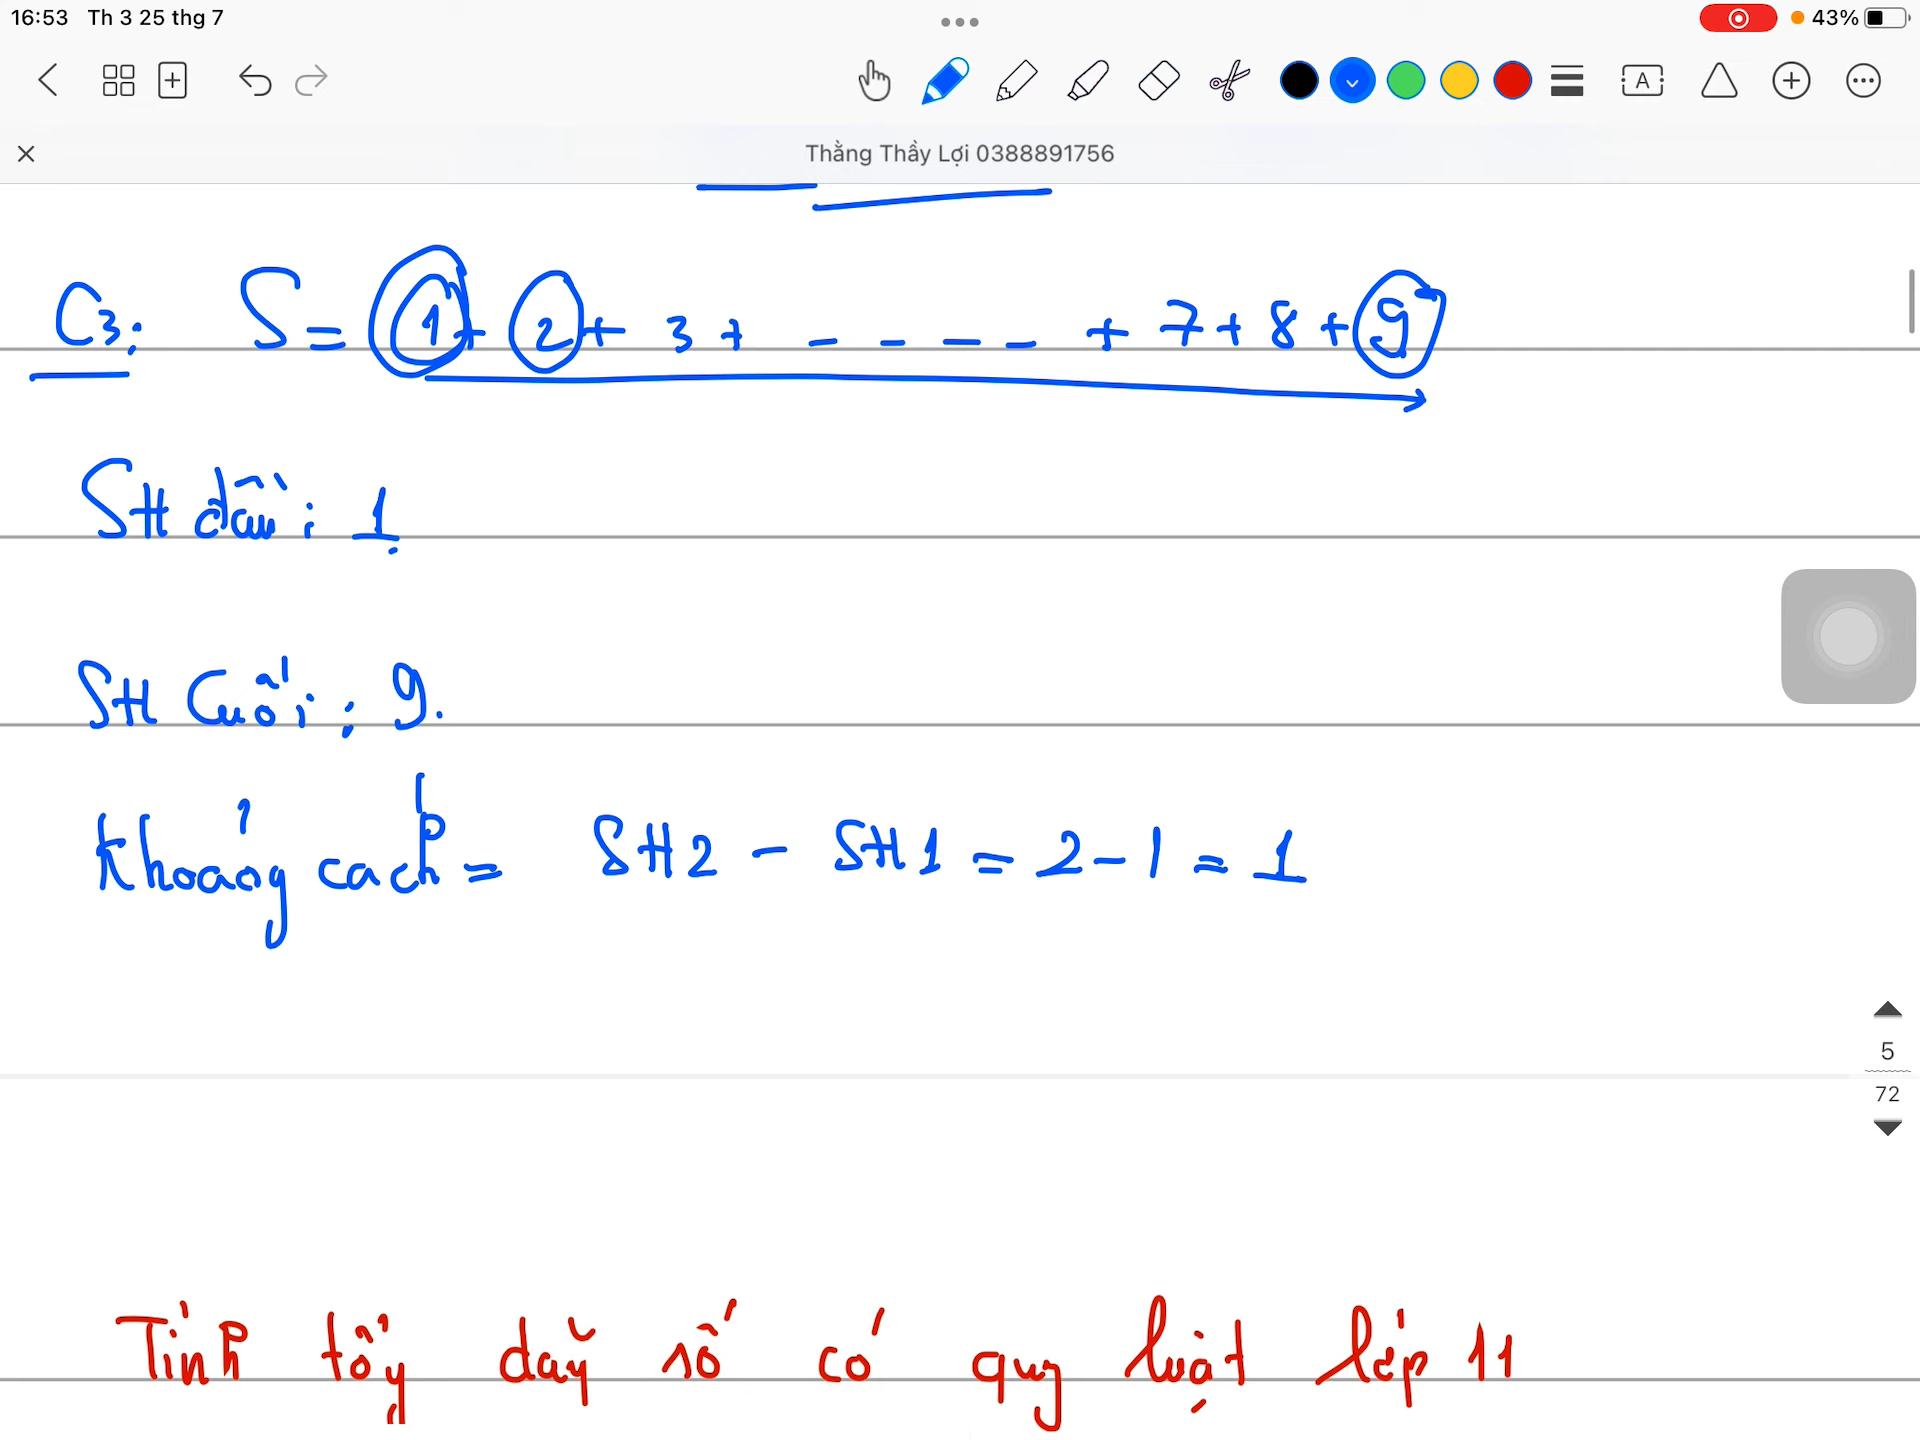 16:53 Th 3 25 thg 7 43%
A
Thằng Thầy Lợi 0388891756
C3: S = 1 + 2 + 3 + - - - - + 7 + 8 + 9
SH đầu: 1
SH cuối: 9.
Khoảng cách = SH2 - SH1 = 2 - 1 = 1
5
72
Tính tổng dãy số có quy luật lớp 11